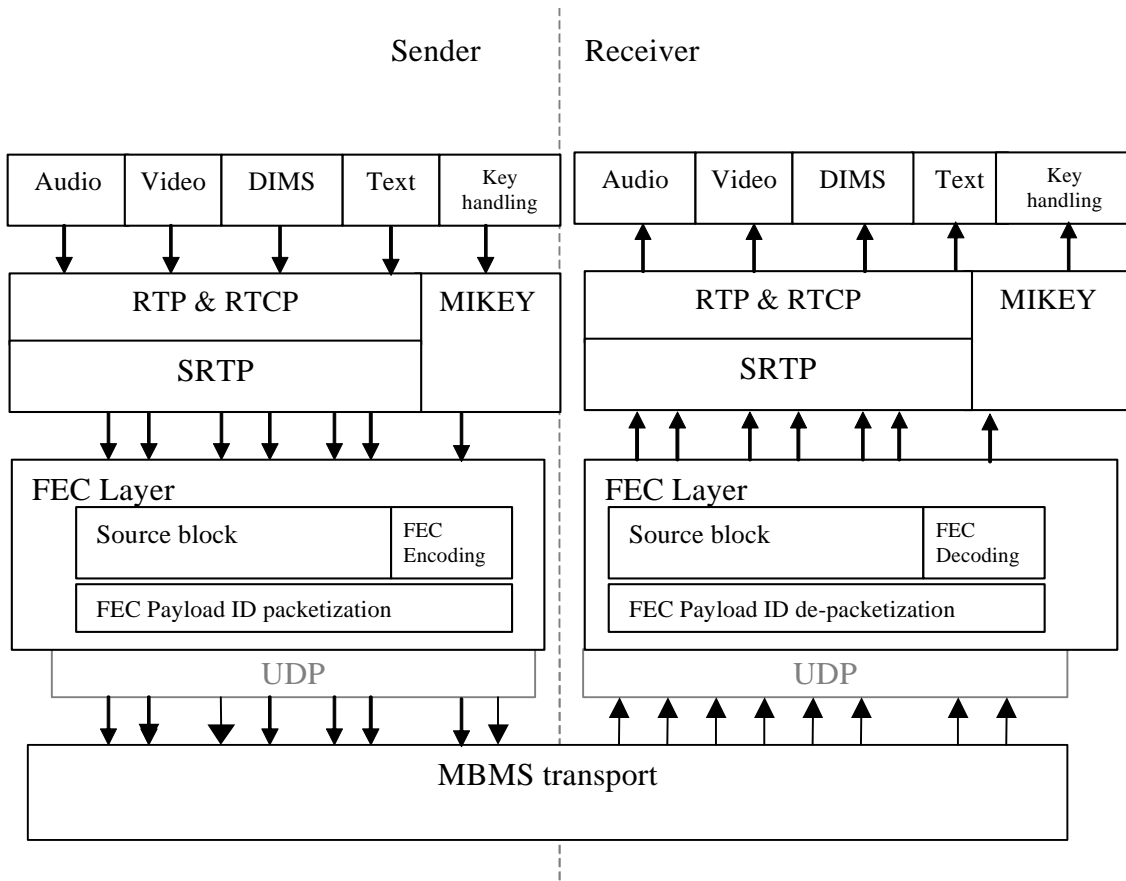 Sender Receiver
Audio Video DIMS Text Key handling Audio Video DIMS Text Key handling
RTP & RTCP MIKEY RTP & RTCP MIKEY
SRTP SRTP
FEC Layer FEC Layer
Source block FEC Encoding Source block FEC Decoding
FEC Payload ID packetization FEC Payload ID de-packetization
UDP UDP
MBMS transport